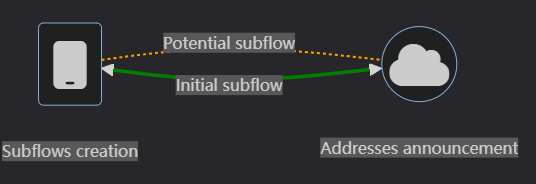 Potential subflow
Initial subflow
Subflows creation
Addresses announcement